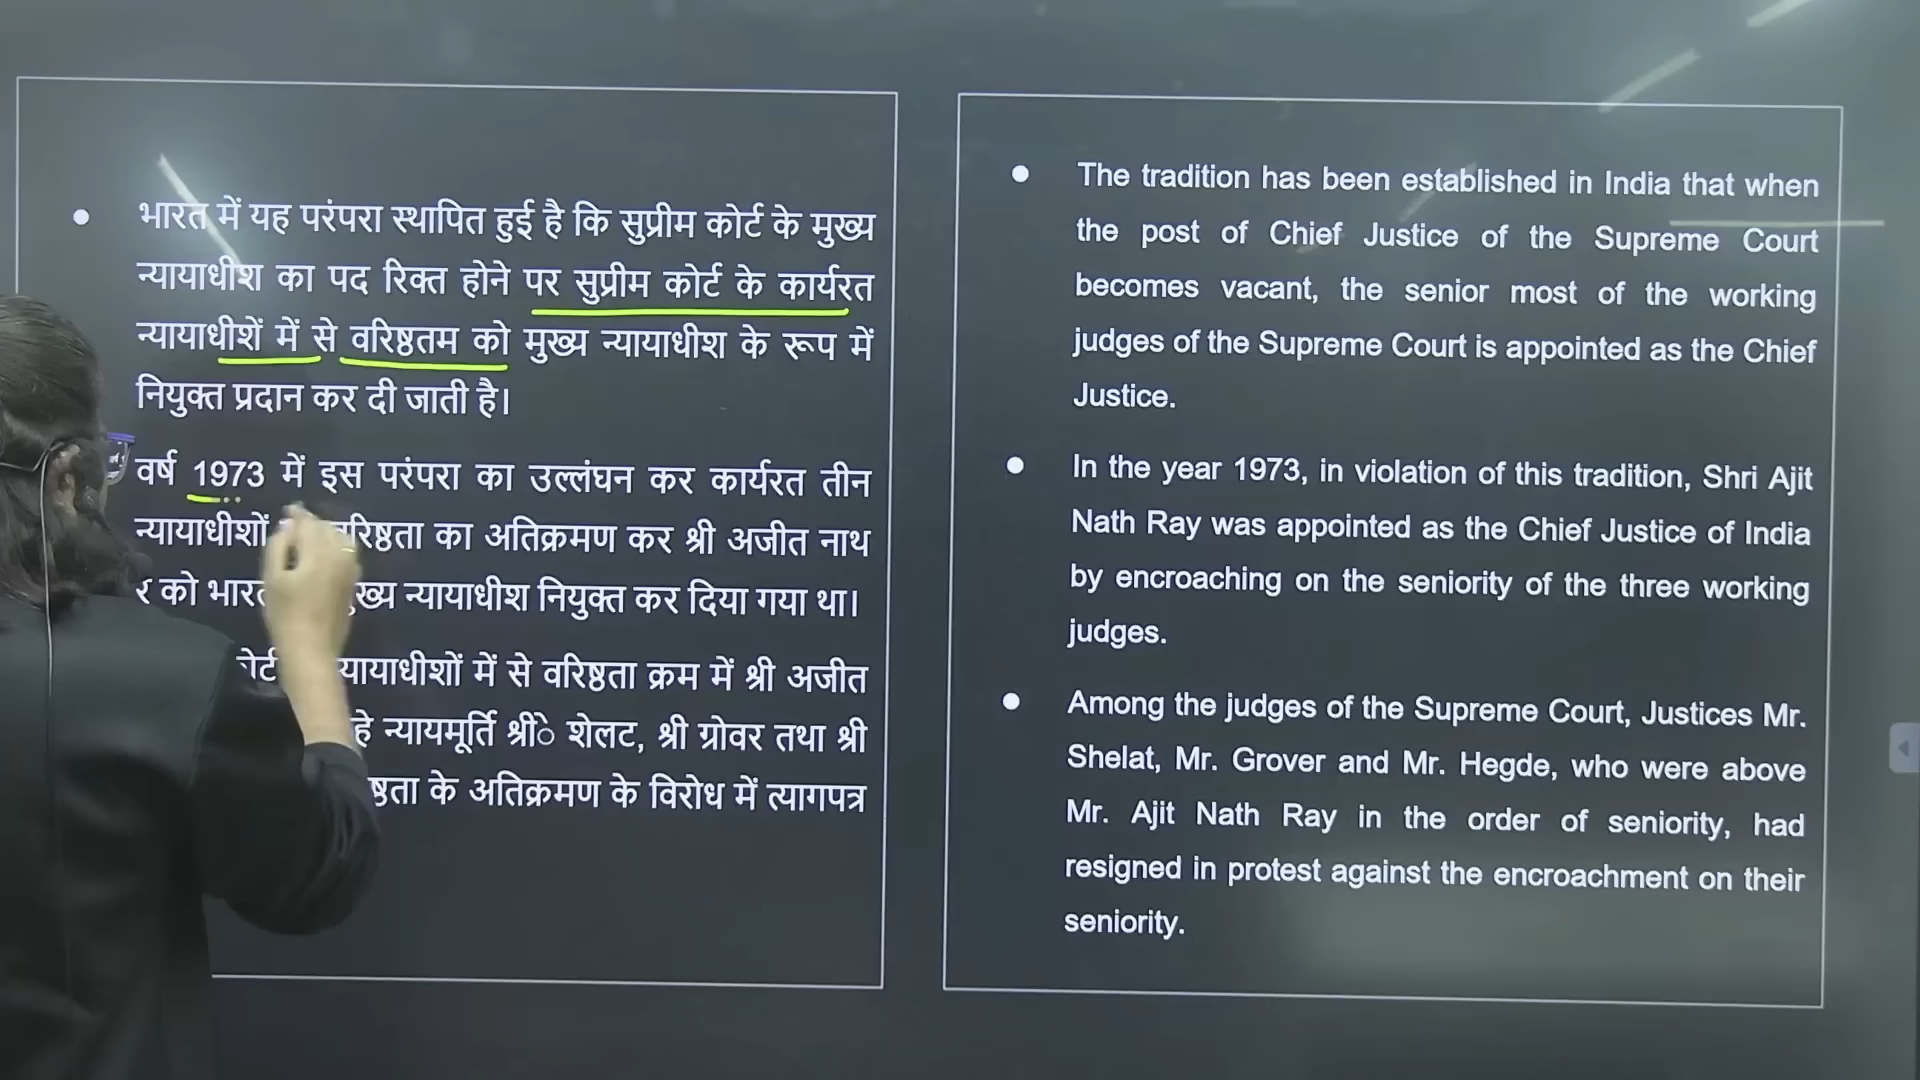 भारत में यह परंपरा स्थापित हुई है कि सुप्रीम कोर्ट के मुख्य
न्यायाधीश का पद रिक्त होने पर सुप्रीम कोर्ट के कार्यरत
न्यायाधीशें में से वरिष्ठतम को मुख्य न्यायाधीश के रूप में
नियुक्त प्रदान कर दी जाती है।
वर्ष 1973 में इस परंपरा का उल्लंघन कर कार्यरत तीन
न्यायाधीशों वरिष्ठता का अतिक्रमण कर श्री अजीत नाथ
को भारत मुख्य न्यायाधीश नियुक्त कर दिया गया था।
न्यायाधीशों में से वरिष्ठता क्रम में श्री अजीत
न्यायमूर्ति श्रीे शेलट, श्री ग्रोवर तथा श्री
के अतिक्रमण के विरोध में त्यागपत्र
The tradition has been established in India that when
the post of Chief Justice of the Supreme Court
becomes vacant, the senior most of the working
judges of the Supreme Court is appointed as the Chief
Justice.
In the year 1973, in violation of this tradition, Shri Ajit
Nath Ray was appointed as the Chief Justice of India
by encroaching on the seniority of the three working
judges.
Among the judges of the Supreme Court, Justices Mr.
Shelat, Mr. Grover and Mr. Hegde, who were above
Mr. Ajit Nath Ray in the order of seniority, had
resigned in protest against the encroachment on their
seniority.